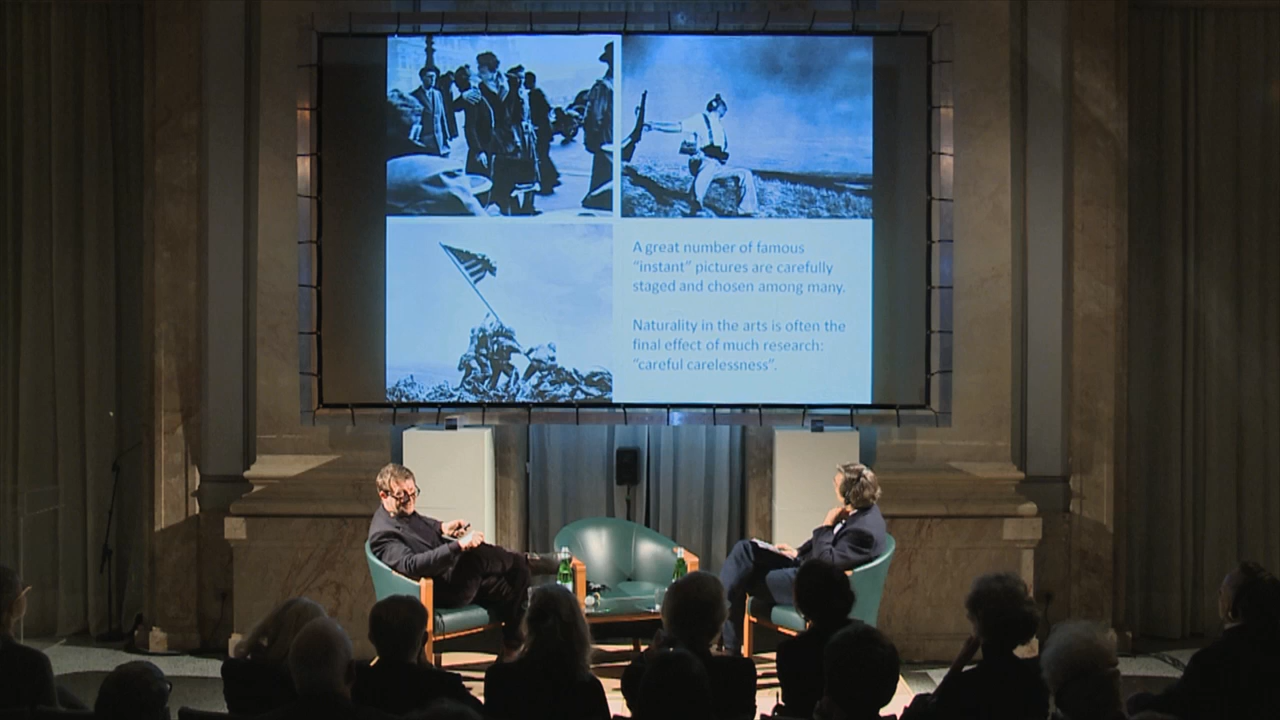 A great number of famous
“instant” pictures are carefully
staged and chosen among many.
Naturality in the arts is often the
final effect of much research:
“careful carelessness”.